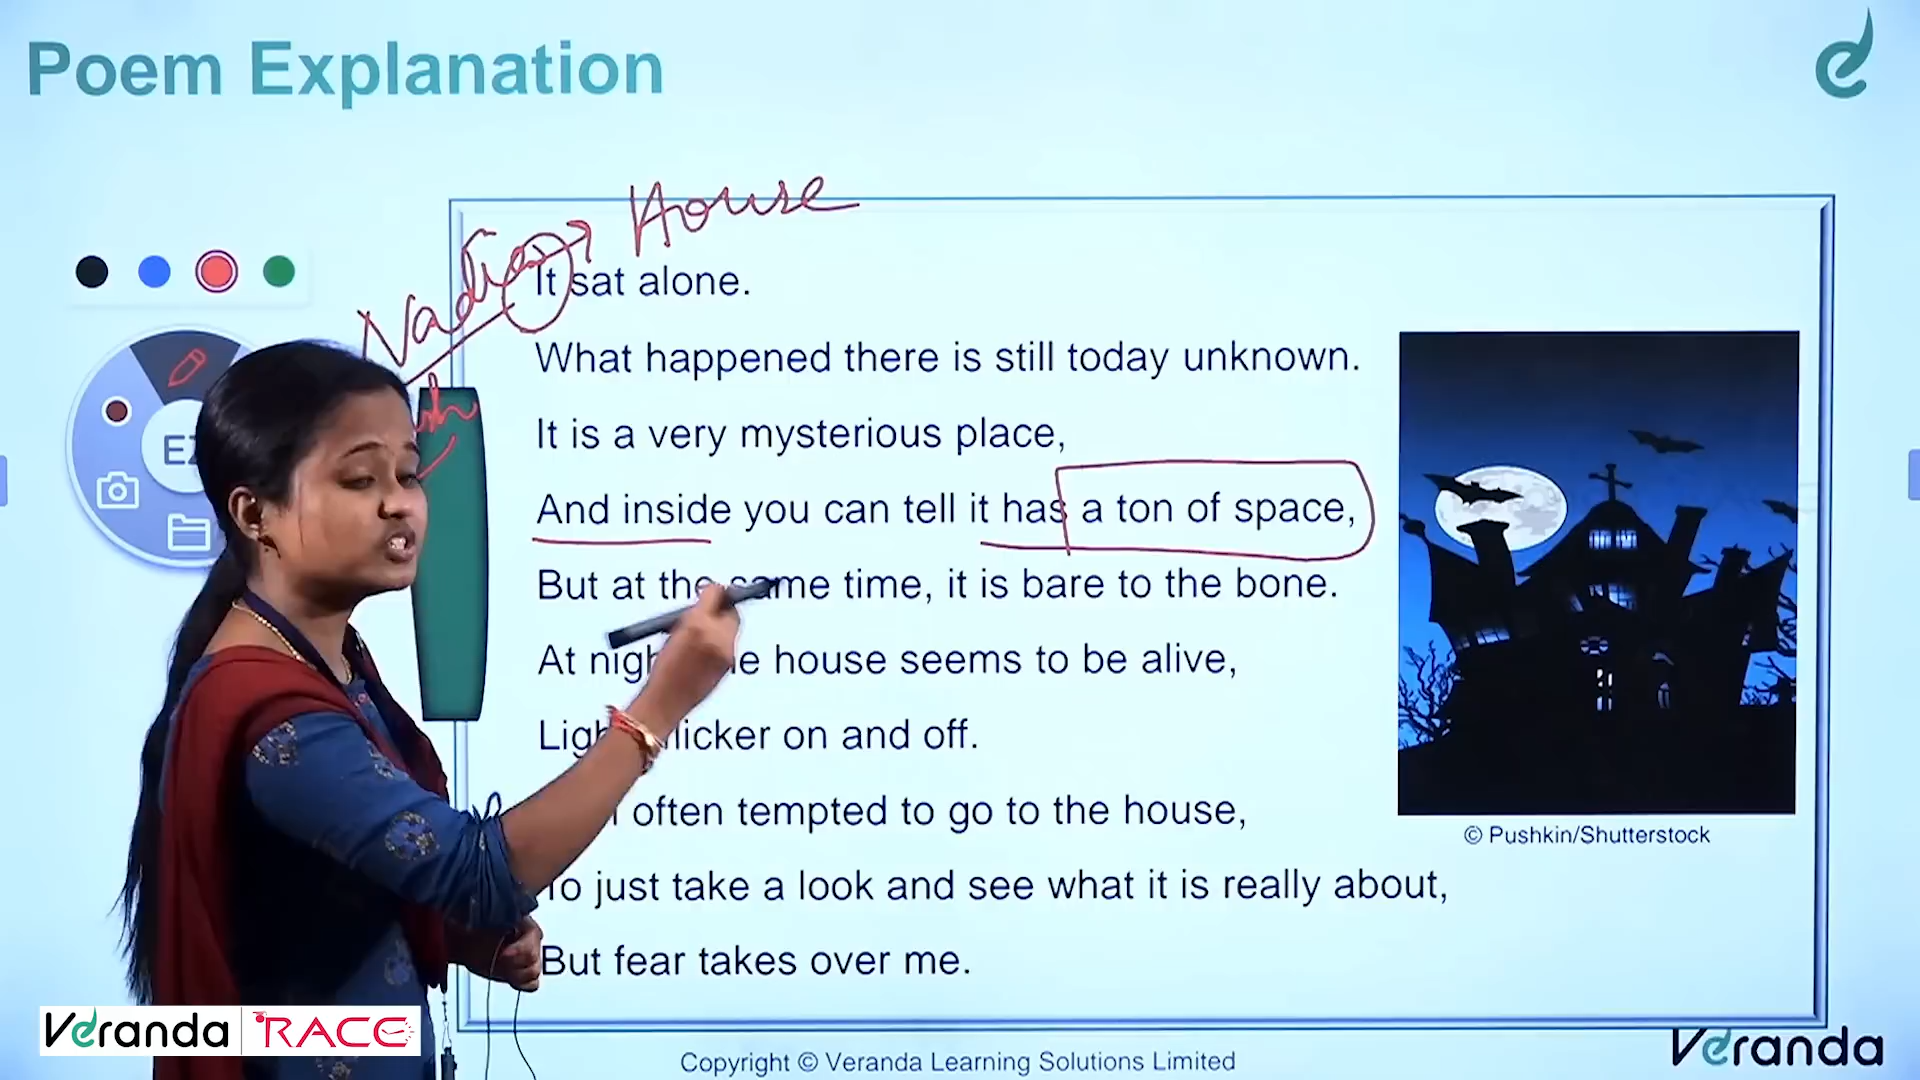 Poem Explanation
House
It sat alone.
What happened there is still today unknown.
It is a very mysterious place,
And inside you can tell it has a ton of space,
But at the same time, it is bare to the bone.
At house seems to be alive,
flicker on and off.
often tempted to go to the house,
To just take a look and see what it is really about,
But fear takes over me.
© Pushkin/Shutterstock
Veranda RACE
Copyright © Veranda Learning Solutions Limited
Veranda